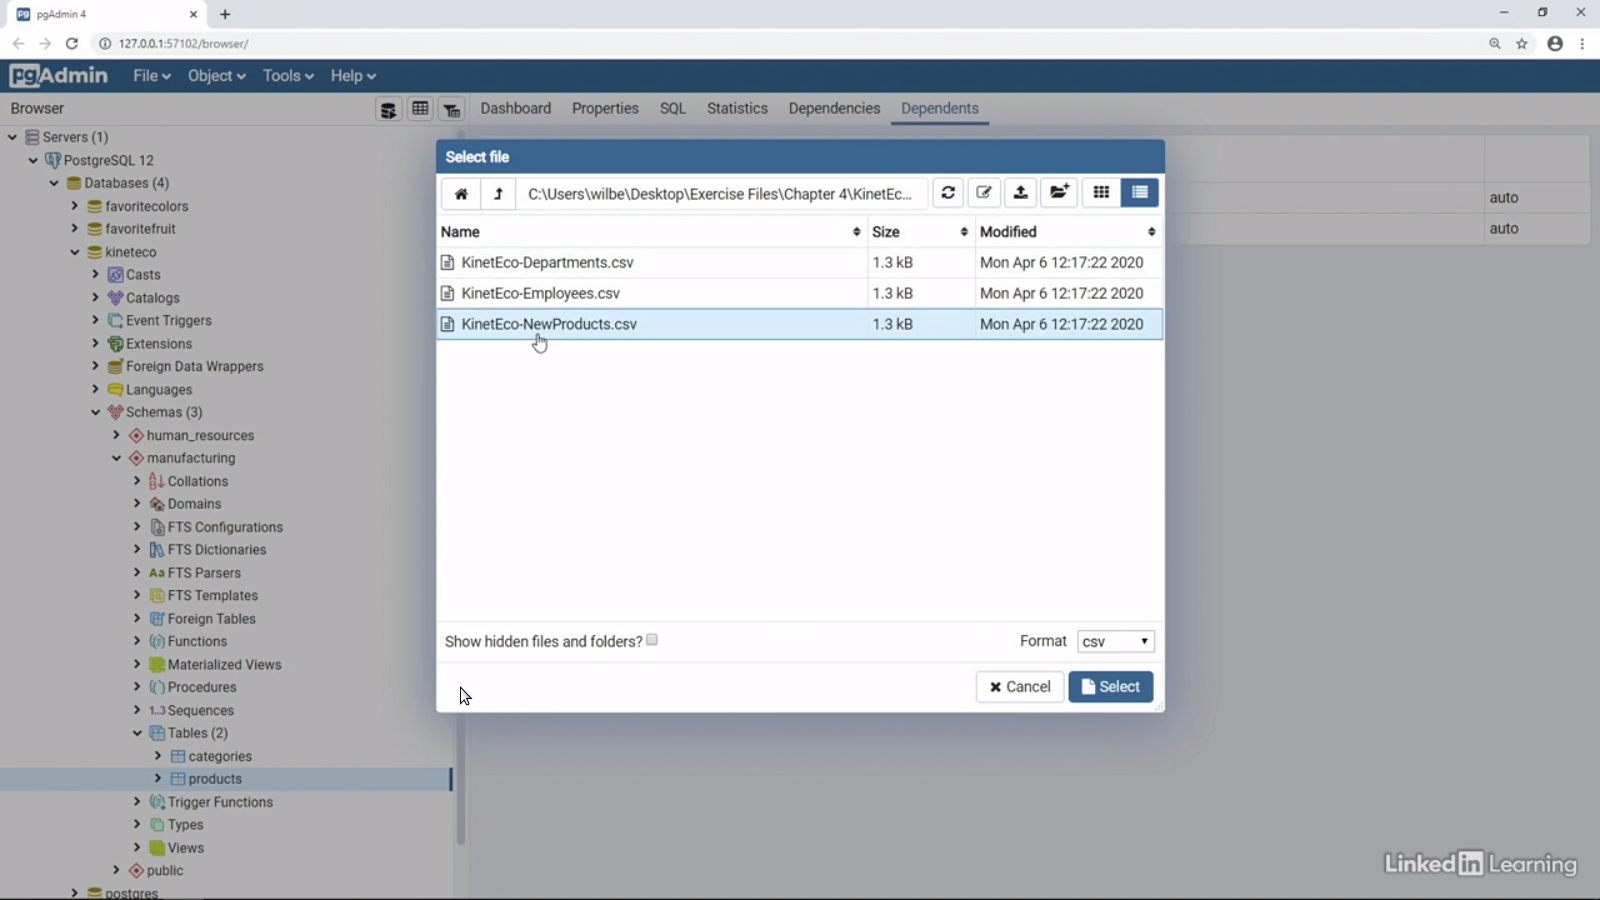 pgAdmin 4
127.0.0.1:57102/browser/
pgAdmin File Object Tools Help
Browser
Dashboard Properties SQL Statistics Dependencies Dependents
Servers (1)
PostgreSQL 12
Databases (4)
favoritecolors
favoritefruit
kineteco
Casts
Catalogs
Event Triggers
Extensions
Foreign Data Wrappers
Languages
Schemas (3)
human_resources
manufacturing
Collations
Domains
FTS Configurations
FTS Dictionaries
Aa FTS Parsers
FTS Templates
Foreign Tables
Functions
Materialized Views
Procedures
1..3 Sequences
Tables (2)
categories
products
Trigger Functions
Types
Views
public
postgres
Select file
C:\Users\wilbe\Desktop\Exercise Files\Chapter 4\KinetEc...
Name Size Modified
KinetEco-Departments.csv 1.3 kB Mon Apr 6 12:17:22 2020
KinetEco-Employees.csv 1.3 kB Mon Apr 6 12:17:22 2020
KinetEco-NewProducts.csv 1.3 kB Mon Apr 6 12:17:22 2020
Show hidden files and folders? Format csv
Cancel Select
auto
auto
LinkedIn Learning